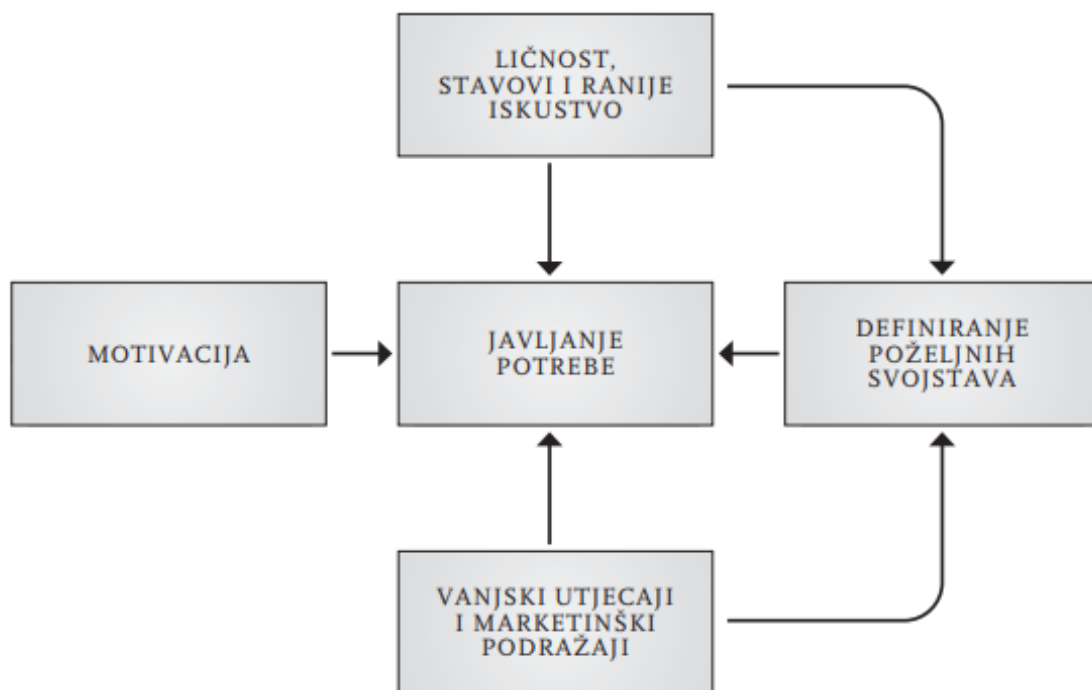 LIČNOST,
STAVOVI I RANIJE
ISKUSTVO
MOTIVACIJA
JAVLJANJE
POTREBE
DEFINIRANJE
POŽELJNIH
SVOJSTAVA
VANJSKI UTJECAJI
I MARKETINŠKI
PODRAŽAJI